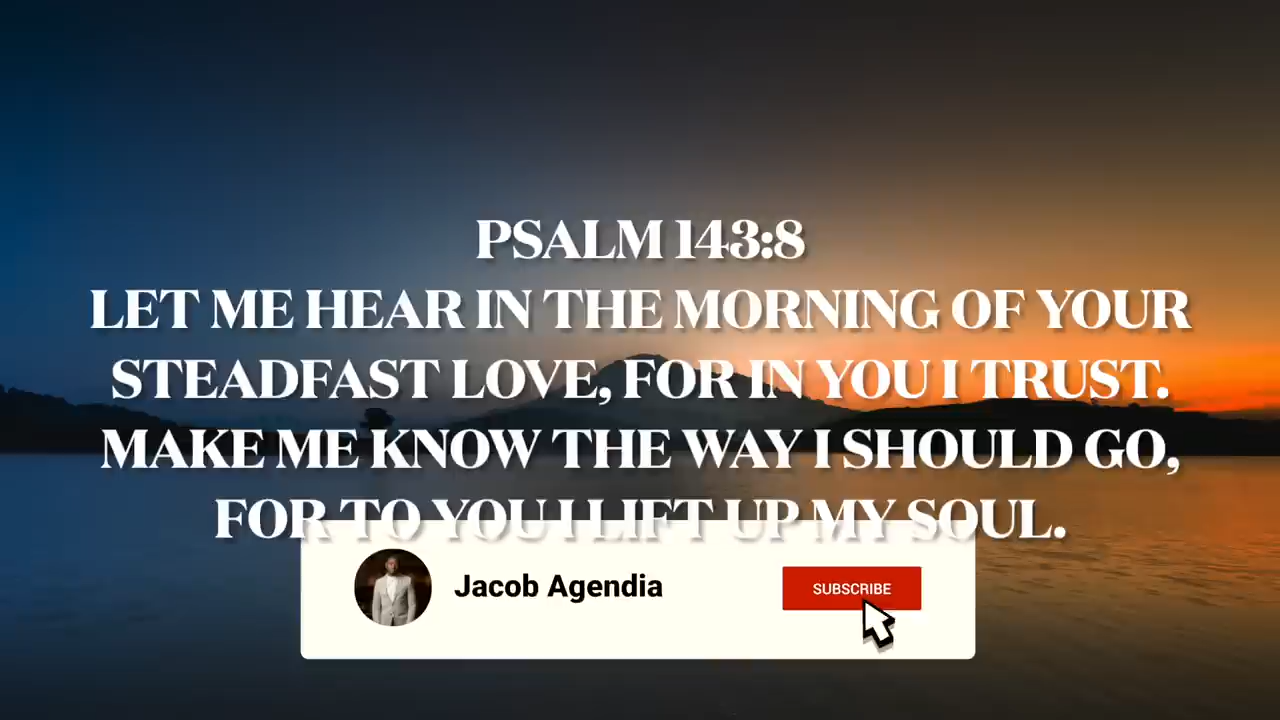 PSALM 143:8
LET ME HEAR IN THE MORNING OF YOUR
STEADFAST LOVE, FOR IN YOU I TRUST.
MAKE ME KNOW THE WAY I SHOULD GO,
FOR TO YOU I LIFT UP MY SOUL.
Jacob Agendia
SUBSCRIBE